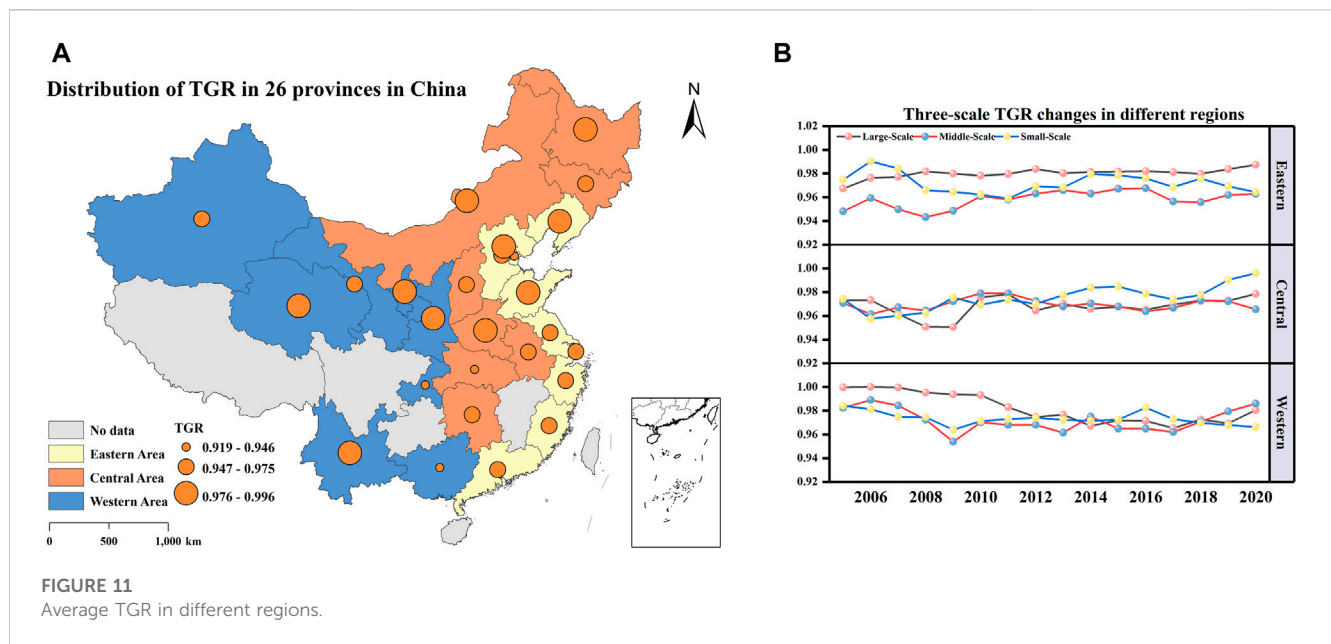 A
Distribution of TGR in 26 provinces in China
N
No data
Eastern Area
Central Area
Western Area
TGR
0.919 - 0.946
0.947 - 0.975
0.976 - 0.996
0 500 1,000 km
B
Three-scale TGR changes in different regions
Large-Scale Middle-Scale Small-Scale
1.02
1.00
0.98
0.96
0.94
0.92
Eastern
1.00
0.98
0.96
0.94
0.92
Central
1.00
0.98
0.96
0.94
0.92
Western
2006 2008 2010 2012 2014 2016 2018 2020
FIGURE 11
Average TGR in different regions.